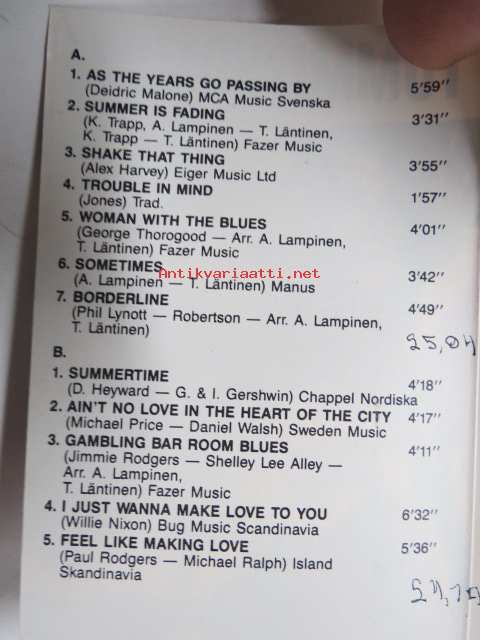 A.
1. AS THE YEARS GO PASSING BY 5'59''
(Deidric Malone) MCA Music Svenska
2. SUMMER IS FADING 3'31''
(K. Trapp, A. Lampinen — T. Läntinen,
K. Trapp — T. Läntinen) Fazer Music
3. SHAKE THAT THING 3'55''
(Alex Harvey) Eiger Music Ltd
4. TROUBLE IN MIND 1'57''
(Jones) Trad.
5. WOMAN WITH THE BLUES 4'01''
(George Thorogood — Arr. A. Lampinen,
T. Läntinen) Fazer Music
6. SOMETIMES 3'42''
Antikvariaatti.net
(A. Lampinen — T. Läntinen) Manus
7. BORDERLINE 4'49''
(Phil Lynott — Robertson — Arr. A. Lampinen,
T. Läntinen)
25,04
B.
1. SUMMERTIME 4'18''
(D. Heyward — G. & I. Gershwin) Chappel Nordiska
2. AIN'T NO LOVE IN THE HEART OF THE CITY 4'17''
(Michael Price — Daniel Walsh) Sweden Music
3. GAMBLING BAR ROOM BLUES 4'11''
(Jimmie Rodgers — Shelley Lee Alley —
Arr. A. Lampinen,
T. Läntinen) Fazer Music
4. I JUST WANNA MAKE LOVE TO YOU 6'32''
(Willie Nixon) Bug Music Scandinavia
5. FEEL LIKE MAKING LOVE 5'36''
(Paul Rodgers — Michael Ralph) Island
Skandinavia